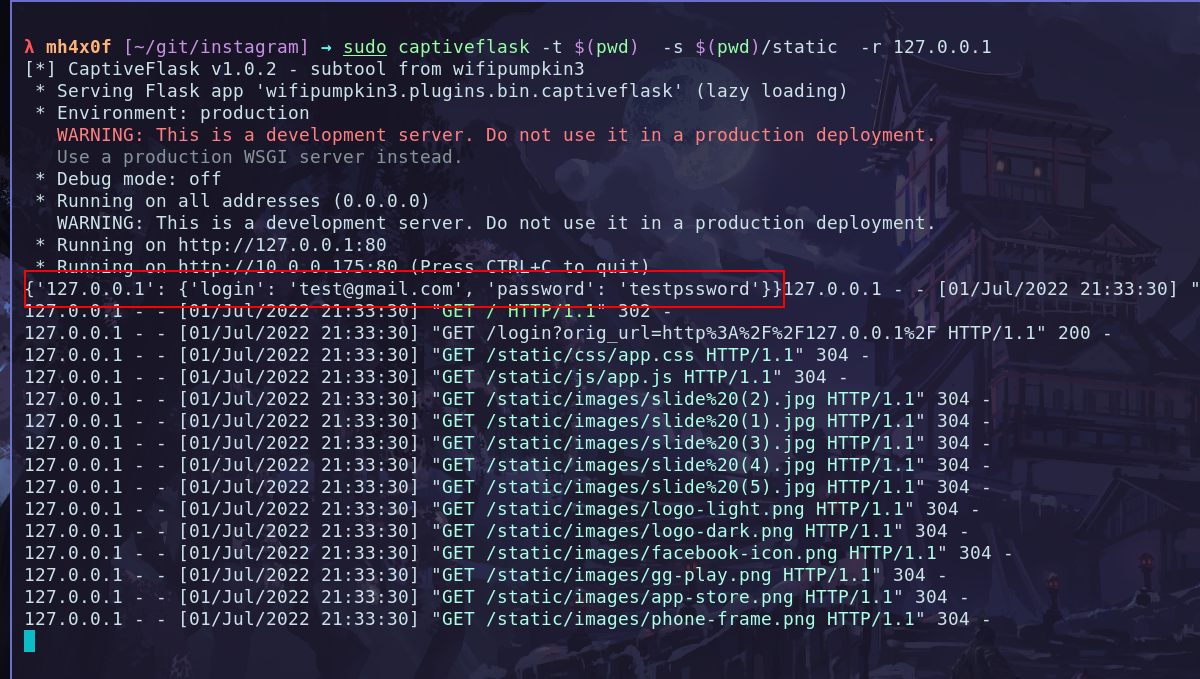 λ mh4x0f [~/git/instagram] → sudo captiveflask -t $(pwd)  -s $(pwd)/static  -r 127.0.0.1
[*] CaptiveFlask v1.0.2 - subtool from wifipumpkin3
 * Serving Flask app 'wifipumpkin3.plugins.bin.captiveflask' (lazy loading)
 * Environment: production
   WARNING: This is a development server. Do not use it in a production deployment.
   Use a production WSGI server instead.
 * Debug mode: off
 * Running on all addresses (0.0.0.0)
   WARNING: This is a development server. Do not use it in a production deployment.
 * Running on http://127.0.0.1:80
 * Running on http://10.0.0.175:80 (Press CTRL+C to quit)
{'127.0.0.1': {'login': 'test@gmail.com', 'password': 'testpssword'}}127.0.0.1 - - [01/Jul/2022 21:33:30] "
127.0.0.1 - - [01/Jul/2022 21:33:30] "GET / HTTP/1.1" 302 -
127.0.0.1 - - [01/Jul/2022 21:33:30] "GET /login?orig_url=http%3A%2F%2F127.0.0.1%2F HTTP/1.1" 200 -
127.0.0.1 - - [01/Jul/2022 21:33:30] "GET /static/css/app.css HTTP/1.1" 304 -
127.0.0.1 - - [01/Jul/2022 21:33:30] "GET /static/js/app.js HTTP/1.1" 304 -
127.0.0.1 - - [01/Jul/2022 21:33:30] "GET /static/images/slide%20(2).jpg HTTP/1.1" 304 -
127.0.0.1 - - [01/Jul/2022 21:33:30] "GET /static/images/slide%20(1).jpg HTTP/1.1" 304 -
127.0.0.1 - - [01/Jul/2022 21:33:30] "GET /static/images/slide%20(3).jpg HTTP/1.1" 304 -
127.0.0.1 - - [01/Jul/2022 21:33:30] "GET /static/images/slide%20(4).jpg HTTP/1.1" 304 -
127.0.0.1 - - [01/Jul/2022 21:33:30] "GET /static/images/slide%20(5).jpg HTTP/1.1" 304 -
127.0.0.1 - - [01/Jul/2022 21:33:30] "GET /static/images/logo-light.png HTTP/1.1" 304 -
127.0.0.1 - - [01/Jul/2022 21:33:30] "GET /static/images/logo-dark.png HTTP/1.1" 304 -
127.0.0.1 - - [01/Jul/2022 21:33:30] "GET /static/images/facebook-icon.png HTTP/1.1" 304 -
127.0.0.1 - - [01/Jul/2022 21:33:30] "GET /static/images/gg-play.png HTTP/1.1" 304 -
127.0.0.1 - - [01/Jul/2022 21:33:30] "GET /static/images/app-store.png HTTP/1.1" 304 -
127.0.0.1 - - [01/Jul/2022 21:33:30] "GET /static/images/phone-frame.png HTTP/1.1" 304 -